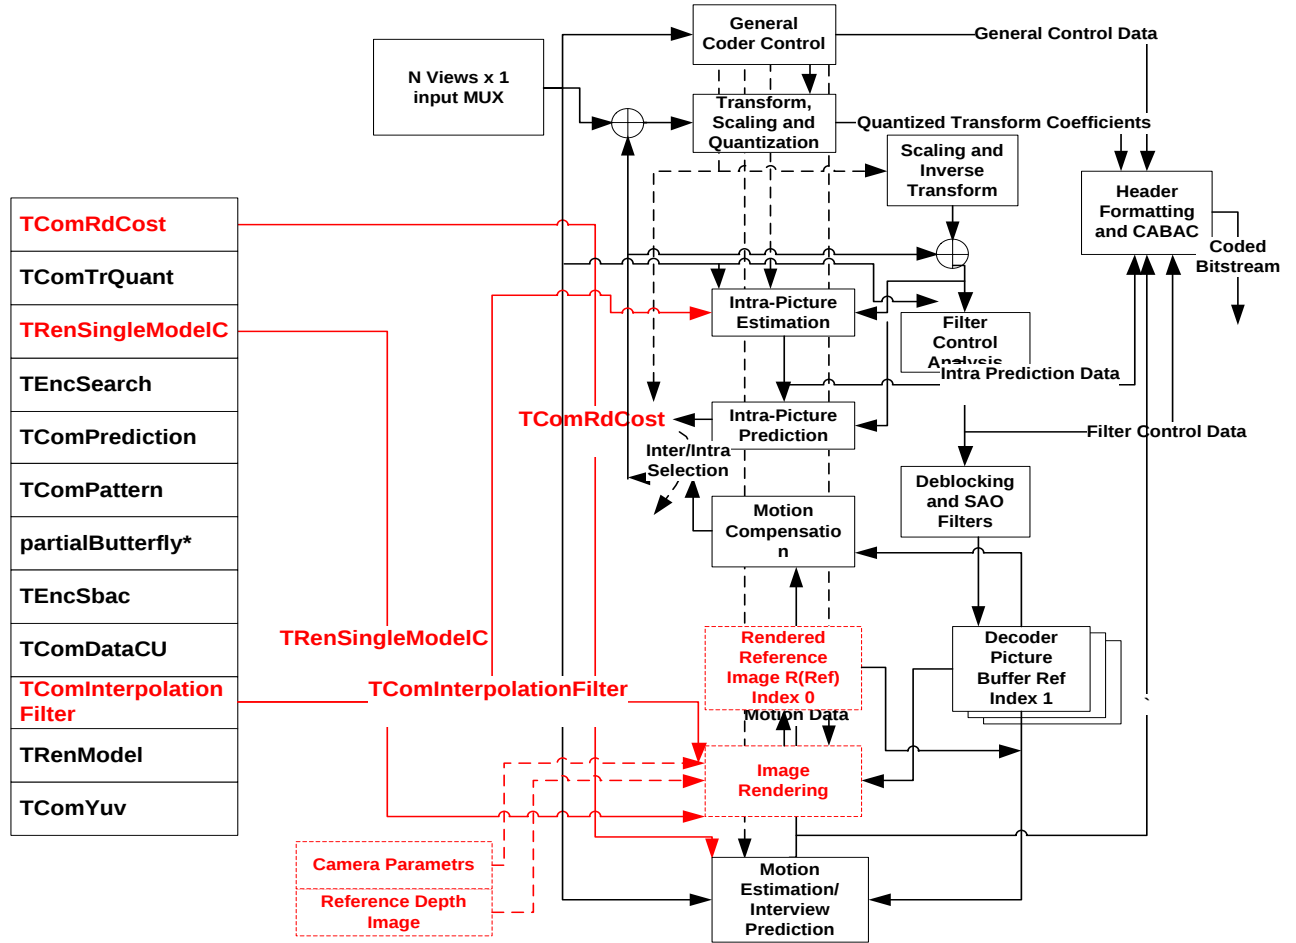 General
Coder Control
General Control Data
N Views x 1
input MUX
Transform,
Scaling and
Quantization
Quantized Transform Coefficients
Scaling and
Inverse
Transform
Header
Formatting
and CABAC
Coded
Bitstream
TComRdCost
TComTrQuant
TRenSingleModelC
TEncSearch
TComPrediction
TComPattern
partialButterfly*
TEncSbac
TComDataCU
TComInterpolation
Filter
TRenModel
TComYuv
Intra-Picture
Estimation
Filter
Control
Analysis
Intra Prediction Data
TComRdCost
Intra-Picture
Prediction
Filter Control Data
Inter/Intra
Selection
Deblocking
and SAO
Filters
Motion
Compensatio
n
TRenSingleModelC
Rendered
Reference
Image R(Ref)
Index 0
Decoder
Picture
Buffer Ref
Index 1
TComInterpolationFilter
Motion Data
Image
Rendering
Camera Parametrs
Reference Depth
Image
Motion
Estimation/
Interview
Prediction